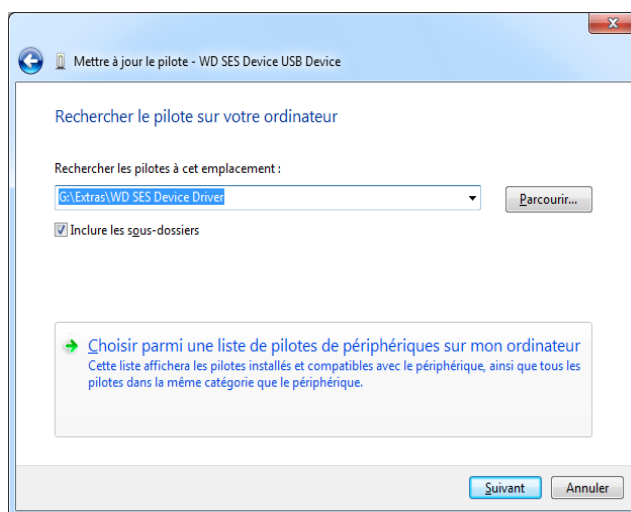 Mettre à jour le pilote - WD SES Device USB Device
Rechercher le pilote sur votre ordinateur
Rechercher les pilotes à cet emplacement :
G:\Extras\WD SES Device Driver
Parcourir...
Inclure les sous-dossiers
Choisir parmi une liste de pilotes de périphériques sur mon ordinateur
Cette liste affichera les pilotes installés et compatibles avec le périphérique, ainsi que tous les
pilotes dans la même catégorie que le périphérique.
Suivant
Annuler